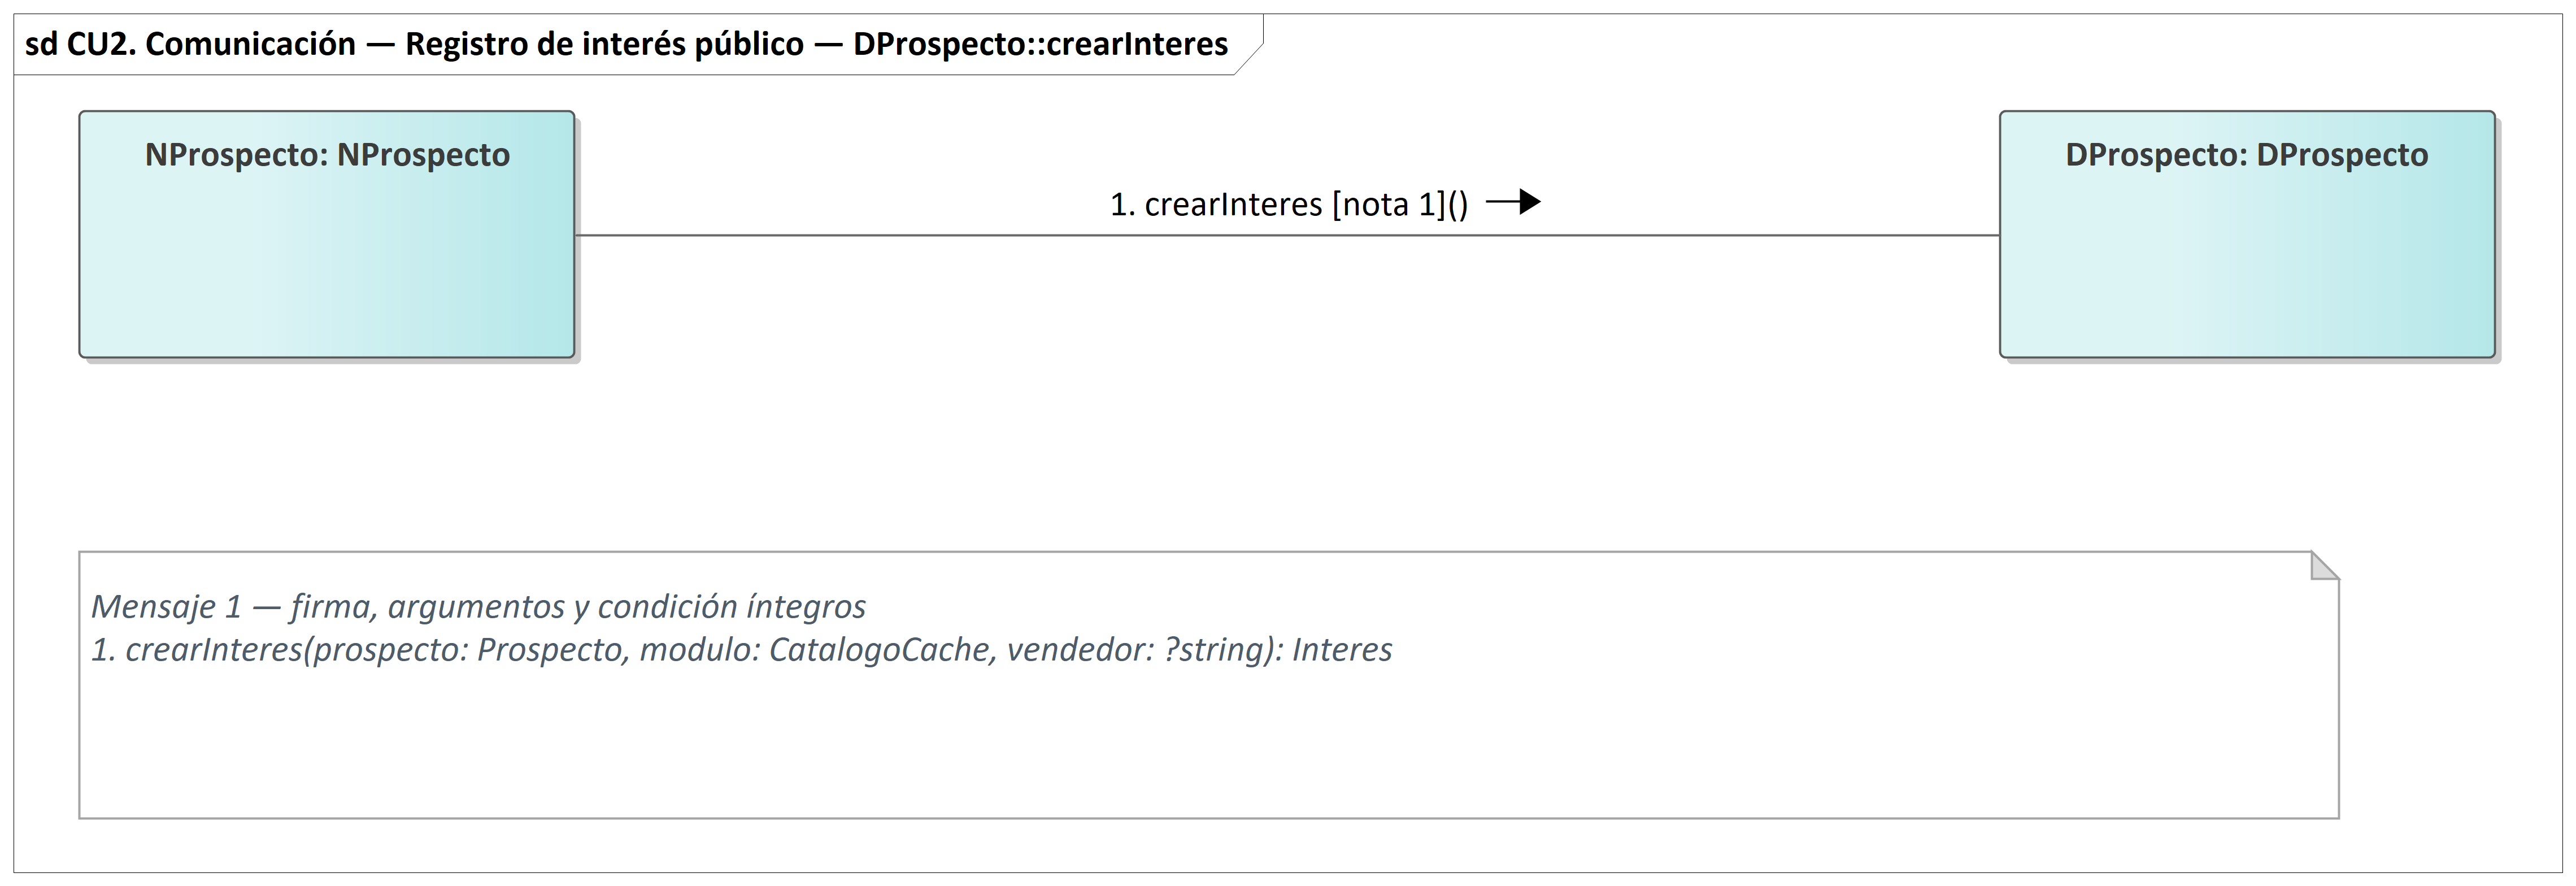 sd CU2. Comunicación — Registro de interés público — DProspecto::crearInteres
NProspecto: NProspecto
DProspecto: DProspecto
1. crearInteres [nota 1]()
Mensaje 1 — firma, argumentos y condición íntegros
1. crearInteres(prospecto: Prospecto, modulo: CatalogoCache, vendedor: ?string): Interes